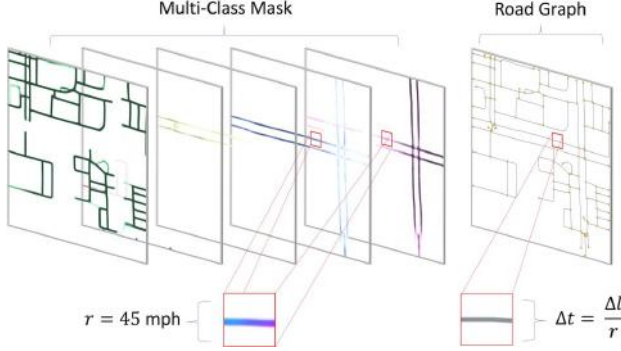 Multi-Class Mask
Road Graph
r = 45 mph
Δt = Δl / r